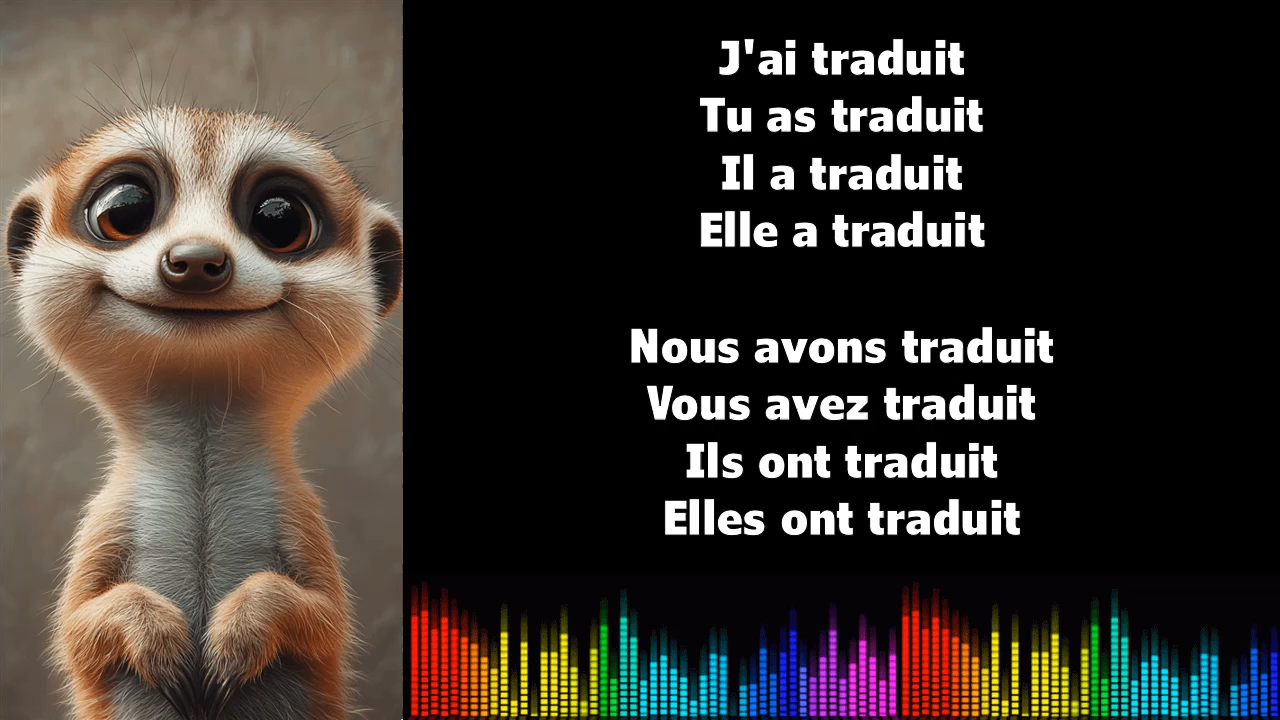 J'ai traduit
Tu as traduit
Il a traduit
Elle a traduit
Nous avons traduit
Vous avez traduit
Ils ont traduit
Elles ont traduit